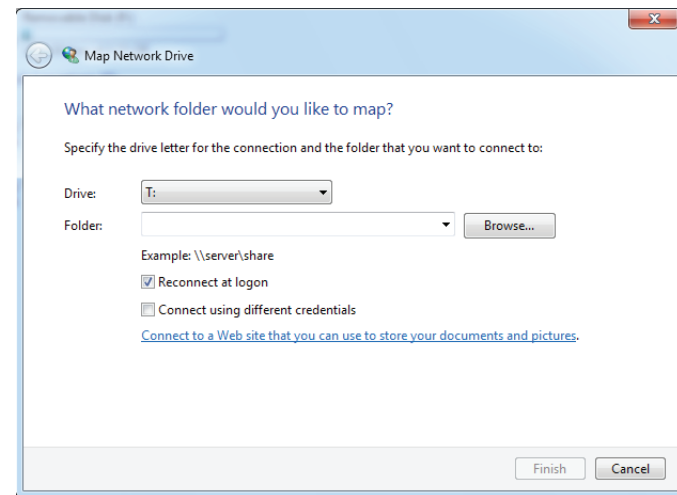 Map Network Drive
What network folder would you like to map?
Specify the drive letter for the connection and the folder that you want to connect to:
Drive: T:
Folder: Browse...
Example: \\server\share
Reconnect at logon
Connect using different credentials
Connect to a Web site that you can use to store your documents and pictures.
Finish Cancel